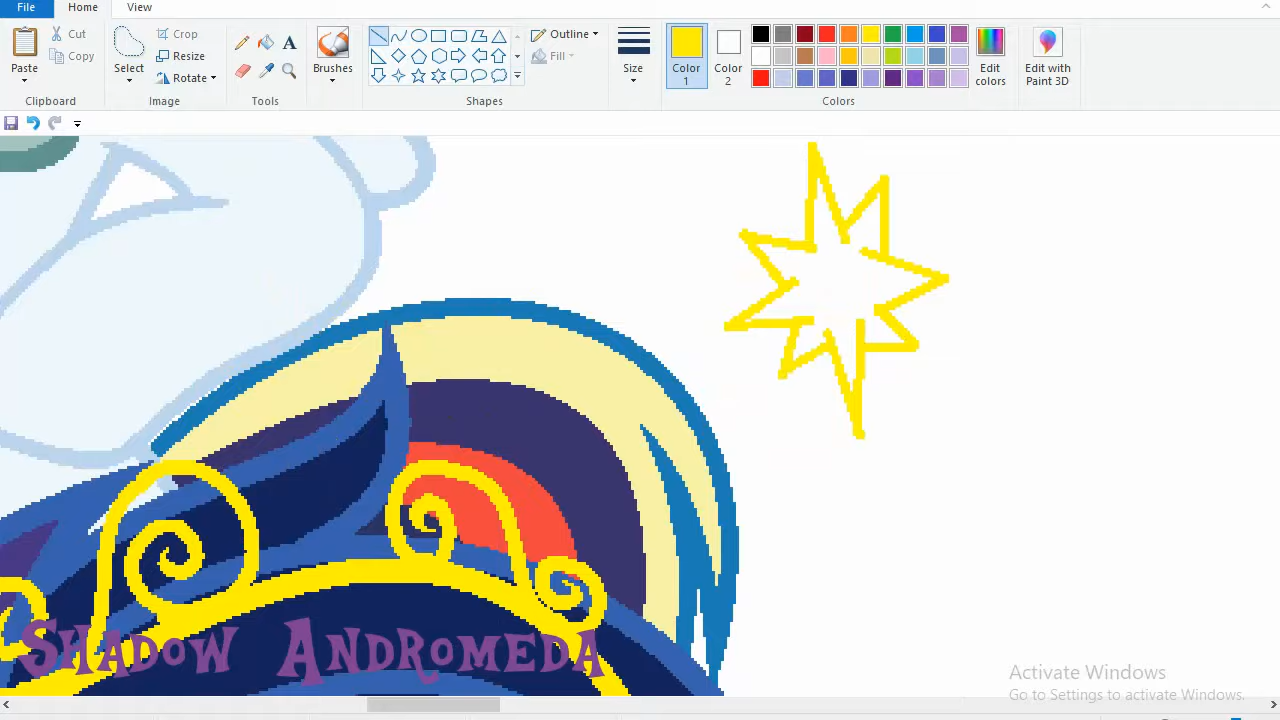 File Home View
Cut
Copy
Paste
Clipboard
Select
Crop
Resize
Rotate
Image
Tools
Brushes
Shapes
Outline
Fill
Size
Color 1
Color 2
Colors
Edit colors
Edit with Paint 3D
Shadow Andromeda
Activate Windows
Go to Settings to activate Windows.